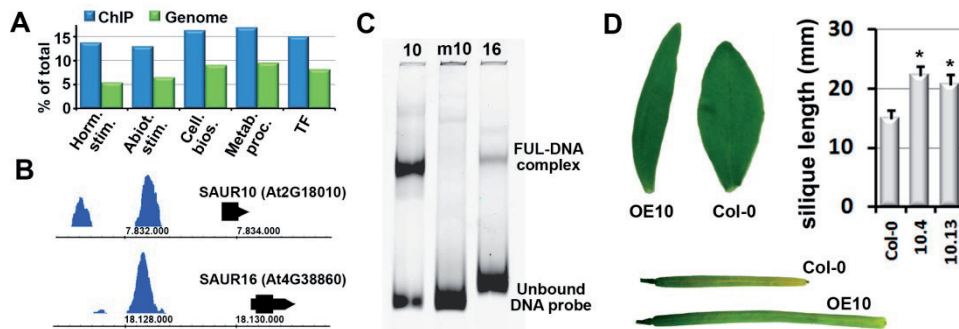 A
ChIP Genome
% of total
15
10
5
0
Horm. stim.
Abiot. stim.
Cell. bios.
Metab. proc.
TF
B
SAUR10 (At2G18010)
7.832.000 7.834.000
SAUR16 (At4G38860)
18.128.000 18.130.000
C
10 m10 16
FUL-DNA
complex
Unbound
DNA probe
D
OE10 Col-0
silique length (mm)
30
20
10
0
* *
Col-0
10.4
10.13
Col-0
OE10